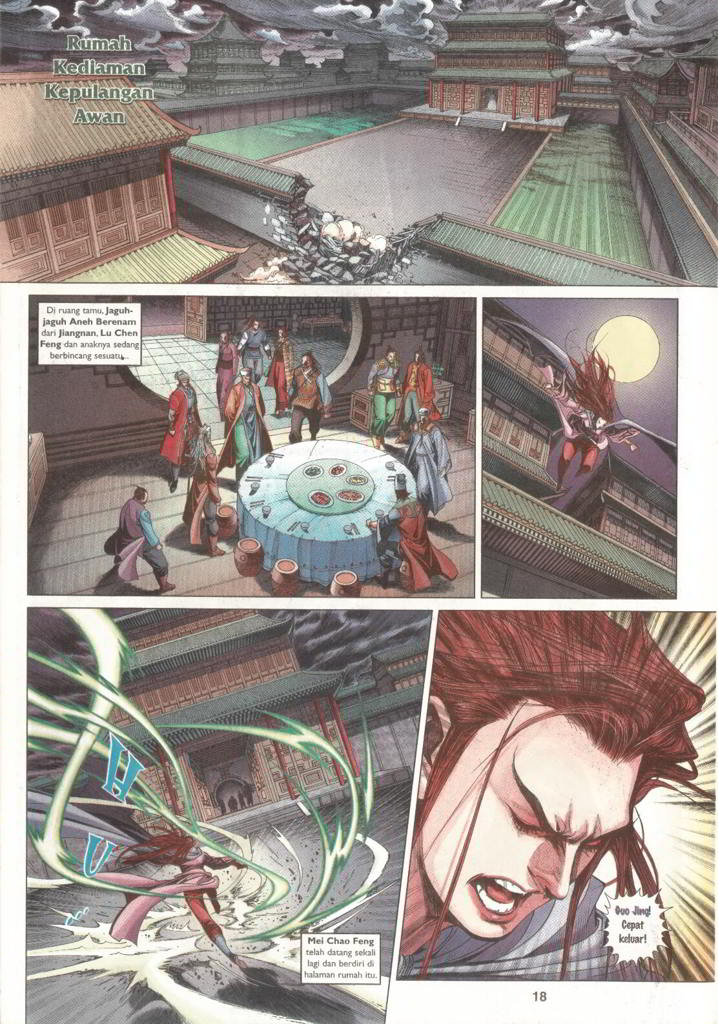 Rumah
Kediaman
Kepulangan
Awan
Di ruang tamu, Jaguh-
jaguh Aneh Berenam
dari Jiangnan, Lu Chen
Feng dan anaknya sedang
berbincang sesuatu...
H
U
Mei Chao Feng
telah datang sekali
lagi dan berdiri di
halaman rumah itu.
Guo Jing!
Cepat
keluar!
18